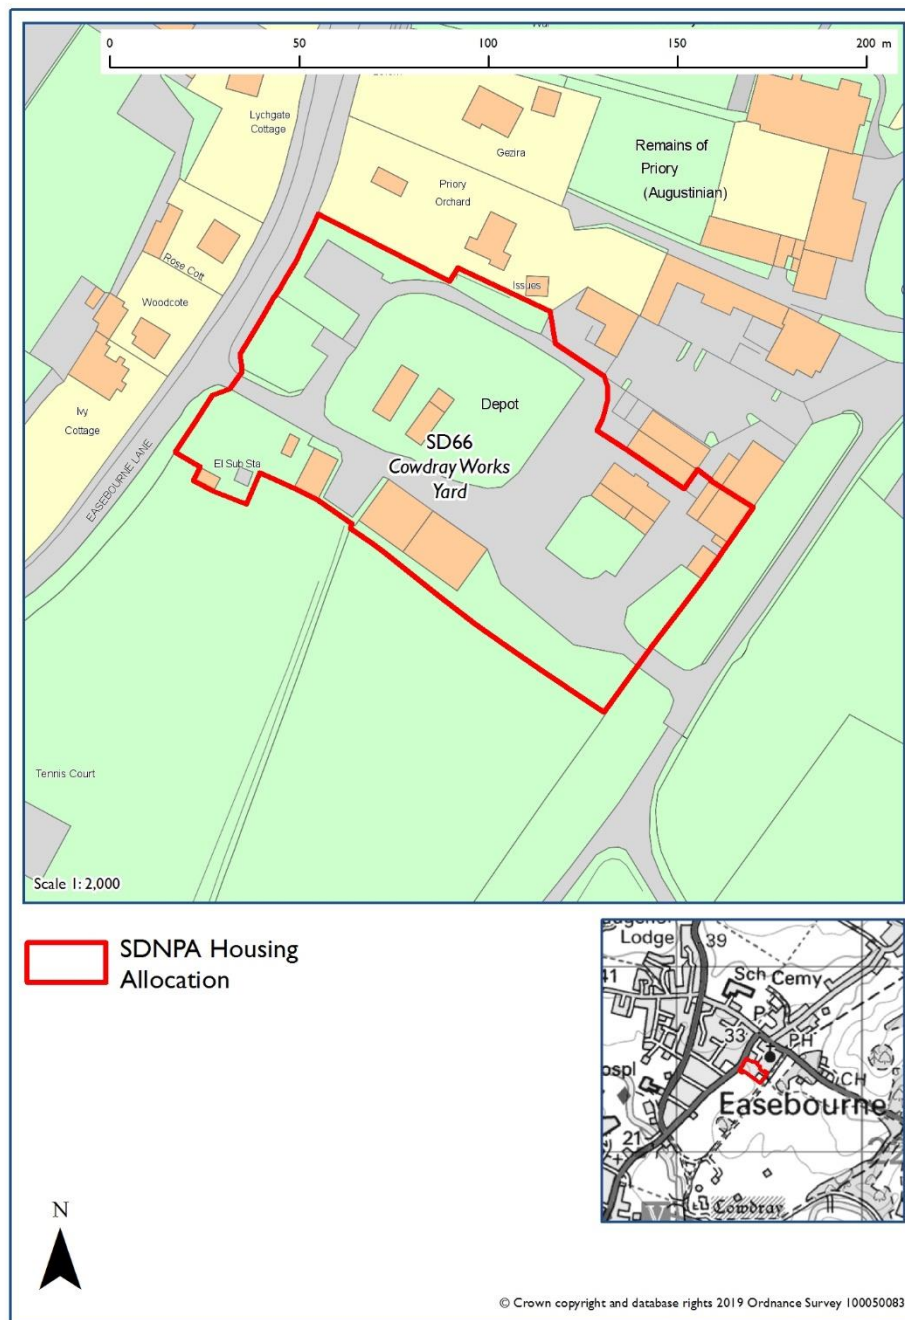 0 50 100 150 200 m
Lychgate
Cottage
Gezira
Remains of
Priory
(Augustinian)
Priory
Orchard
Rose Cott
Issues
Woodcote
Depot
SD66
Cowdray Works
Yard
Ivy
Cottage
El Sub Sta
EASEBOURNE LANE
Tennis Court
Scale 1: 2,000
SDNPA Housing
Allocation
Lodge
39
41
Sch Cemy
P
33
PH
ospl
CH
Easebourne
21
22
Cowdray
Vi
N
© Crown copyright and database rights 2019 Ordnance Survey 100050083